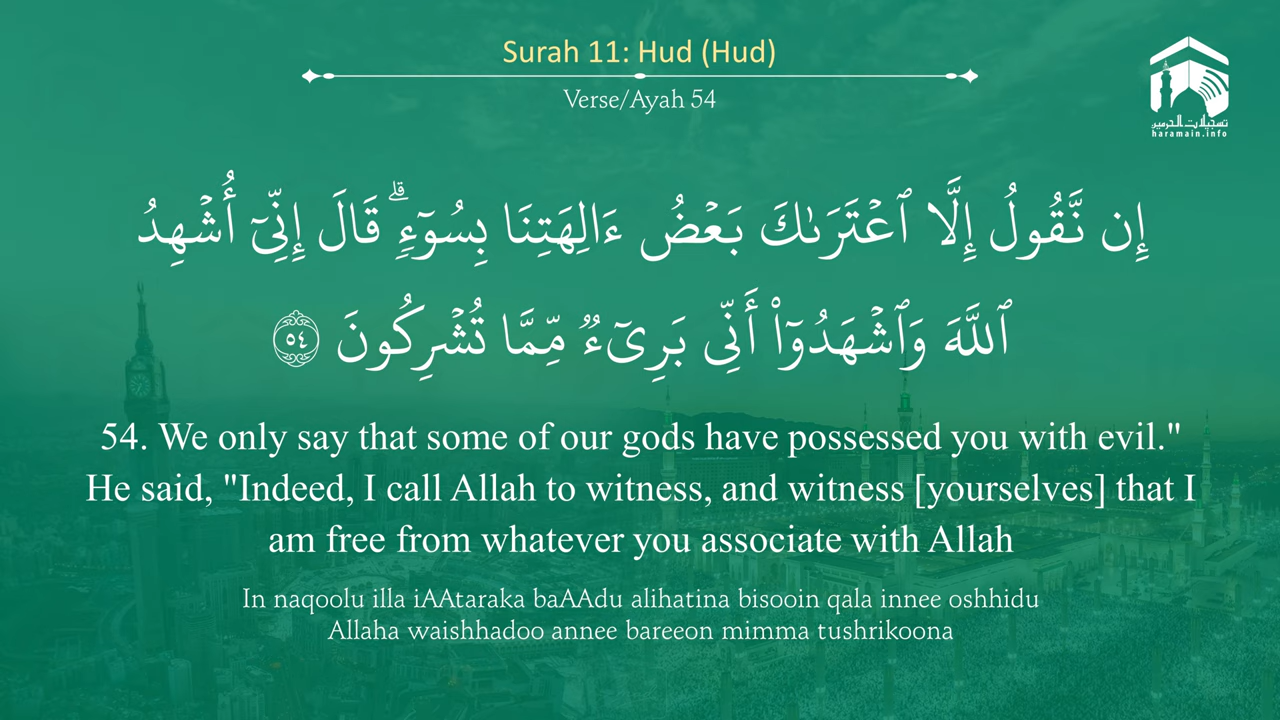 Surah 11: Hud (Hud)
Verse/Ayah 54
تسجيلات الحرمين
haramain.info
إِن نَّقُولُ إِلَّا ٱعْتَرَىٰكَ بَعْضُ ءَالِهَتِنَا بِسُوٓءٍۢ ۗ قَالَ إِنِّىٓ أُشْهِدُ
ٱللَّهَ وَٱشْهَدُوٓا۟ أَنِّى بَرِىٓءٌۭ مِّمَّا تُشْرِكُونَ ٥٤
54. We only say that some of our gods have possessed you with evil."
He said, "Indeed, I call Allah to witness, and witness [yourselves] that I
am free from whatever you associate with Allah
In naqoolu illa iAAtaraka baAAdu alihatina bisooin qala innee oshhidu
Allaha waishhadoo annee bareeon mimma tushrikoona